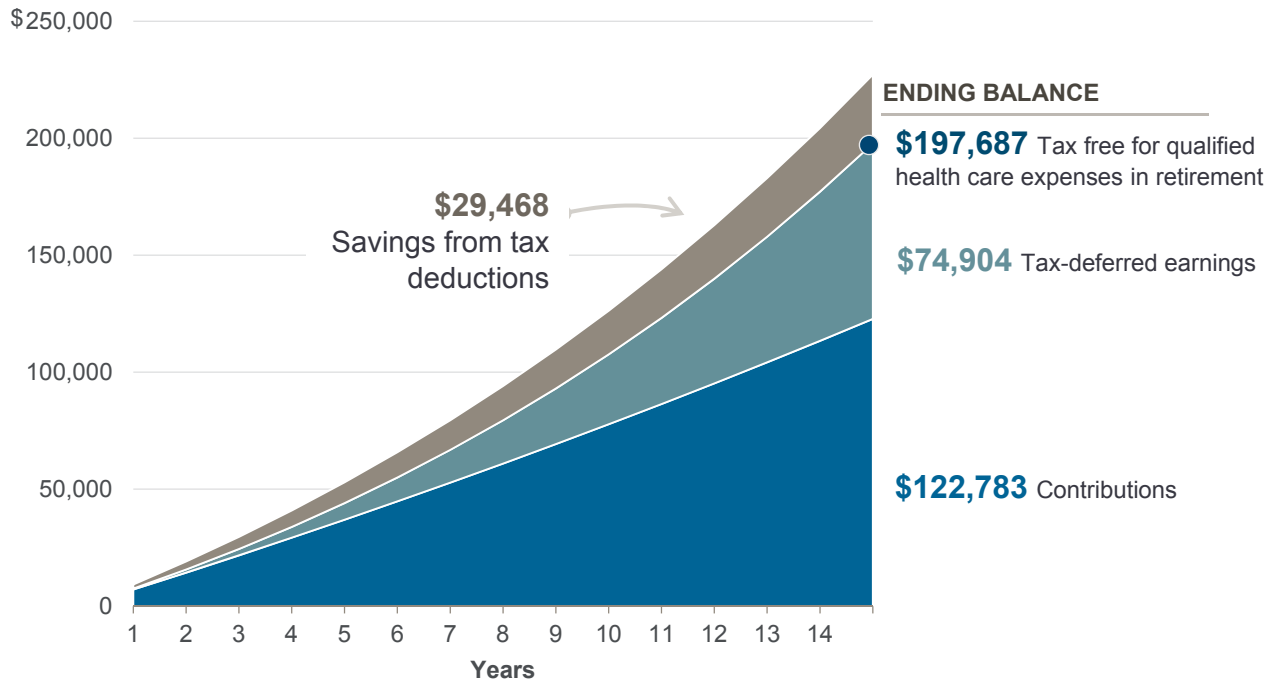 $250,000
200,000
150,000
100,000
50,000
0
1 2 3 4 5 6 7 8 9 10 11 12 13 14
Years
$29,468
Savings from tax
deductions
ENDING BALANCE
$197,687 Tax free for qualified
health care expenses in retirement
$74,904 Tax-deferred earnings
$122,783 Contributions